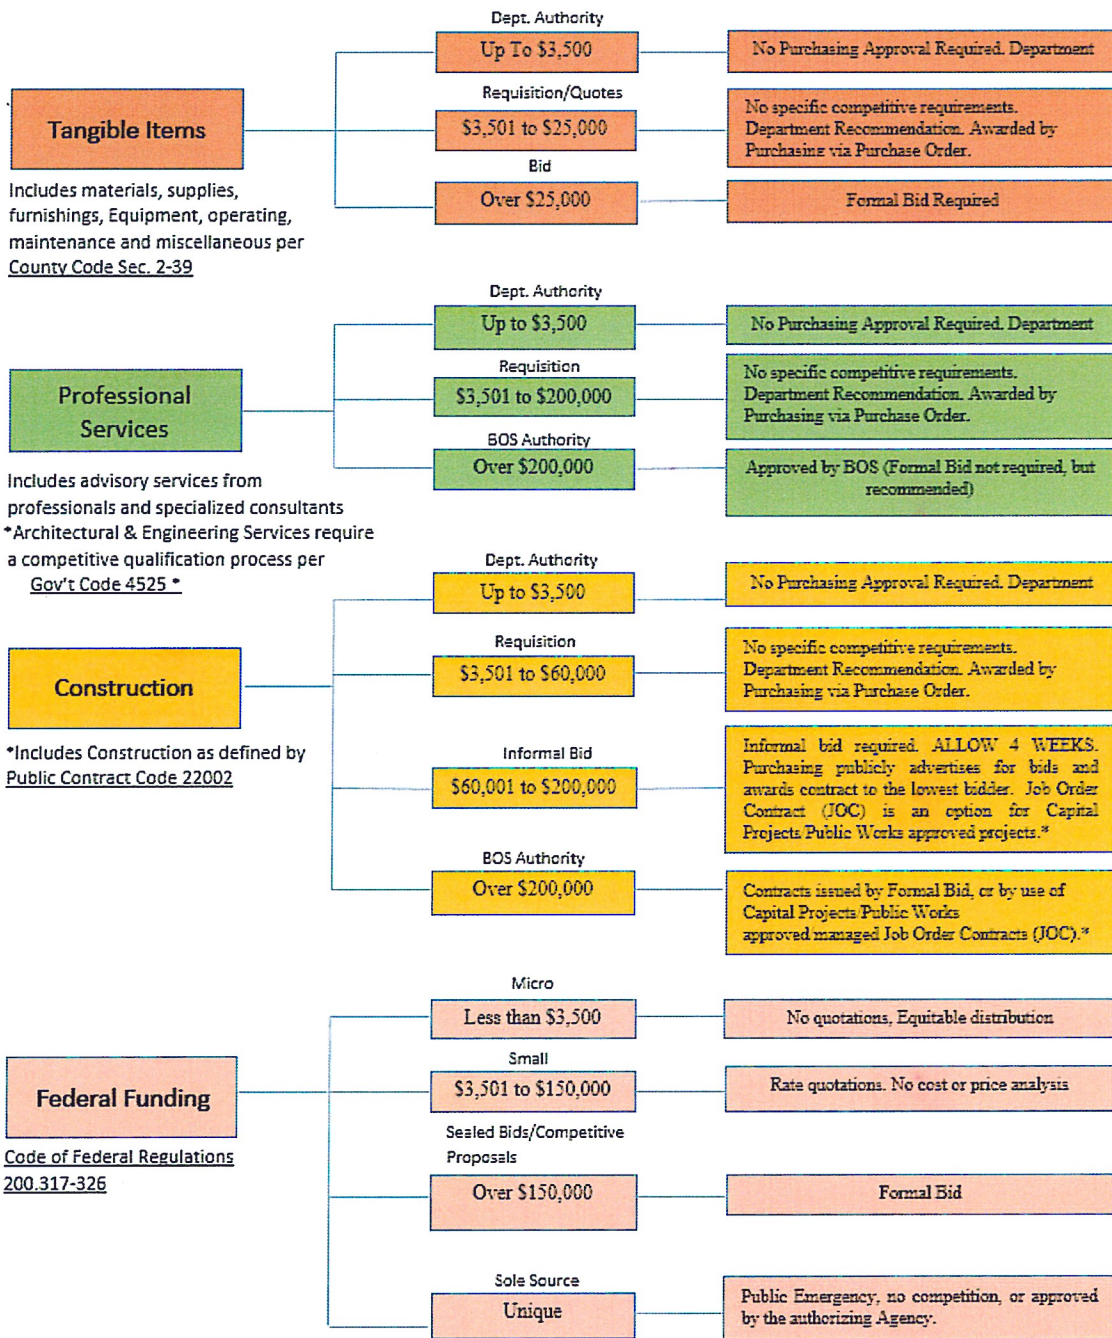 Dept. Authority
Up To $3,500
No Purchasing Approval Required. Department
Requisition/Quotes
Tangible Items
$3,501 to $25,000
No specific competitive requirements.
Department Recommendation. Awarded by
Purchasing via Purchase Order.
Bid
Over $25,000
Formal Bid Required
Includes materials, supplies,
furnishings, Equipment, operating,
maintenance and miscellaneous per
County Code Sec. 2-39
Dept. Authority
Up to $3,500
No Purchasing Approval Required. Department
Requisition
Professional
Services
$3,501 to $200,000
No specific competitive requirements.
Department Recommendation. Awarded by
Purchasing via Purchase Order.
BOS Authority
Over $200,000
Approved by BOS (Formal Bid not required, but
recommended)
Includes advisory services from
professionals and specialized consultants
*Architectural & Engineering Services require
a competitive qualification process per
Gov't Code 4525 *
Dept. Authority
Up to $3,500
No Purchasing Approval Required. Department
Requisition
Construction
$3,501 to $60,000
No specific competitive requirements.
Department Recommendation. Awarded by
Purchasing via Purchase Order.
*Includes Construction as defined by
Public Contract Code 22002
Informal Bid
$60,001 to $200,000
Informal bid required. ALLOW 4 WEEKS.
Purchasing publicly advertises for bids and
awards contract to the lowest bidder. Job Order
Contract (JOC) is an option for Capital
Projects/Public Works approved projects.*
BOS Authority
Over $200,000
Contracts issued by Formal Bid, or by use of
Capital Projects/Public Works
approved/managed Job Order Contracts (JOC).*
Micro
Less than $3,500
No quotations, Equitable distribution
Small
Federal Funding
$3,501 to $150,000
Rate quotations. No cost or price analysis
Code of Federal Regulations
200.317-326
Sealed Bids/Competitive
Proposals
Over $150,000
Formal Bid
Sole Source
Unique
Public Emergency, no competition, or approved
by the authorizing Agency.